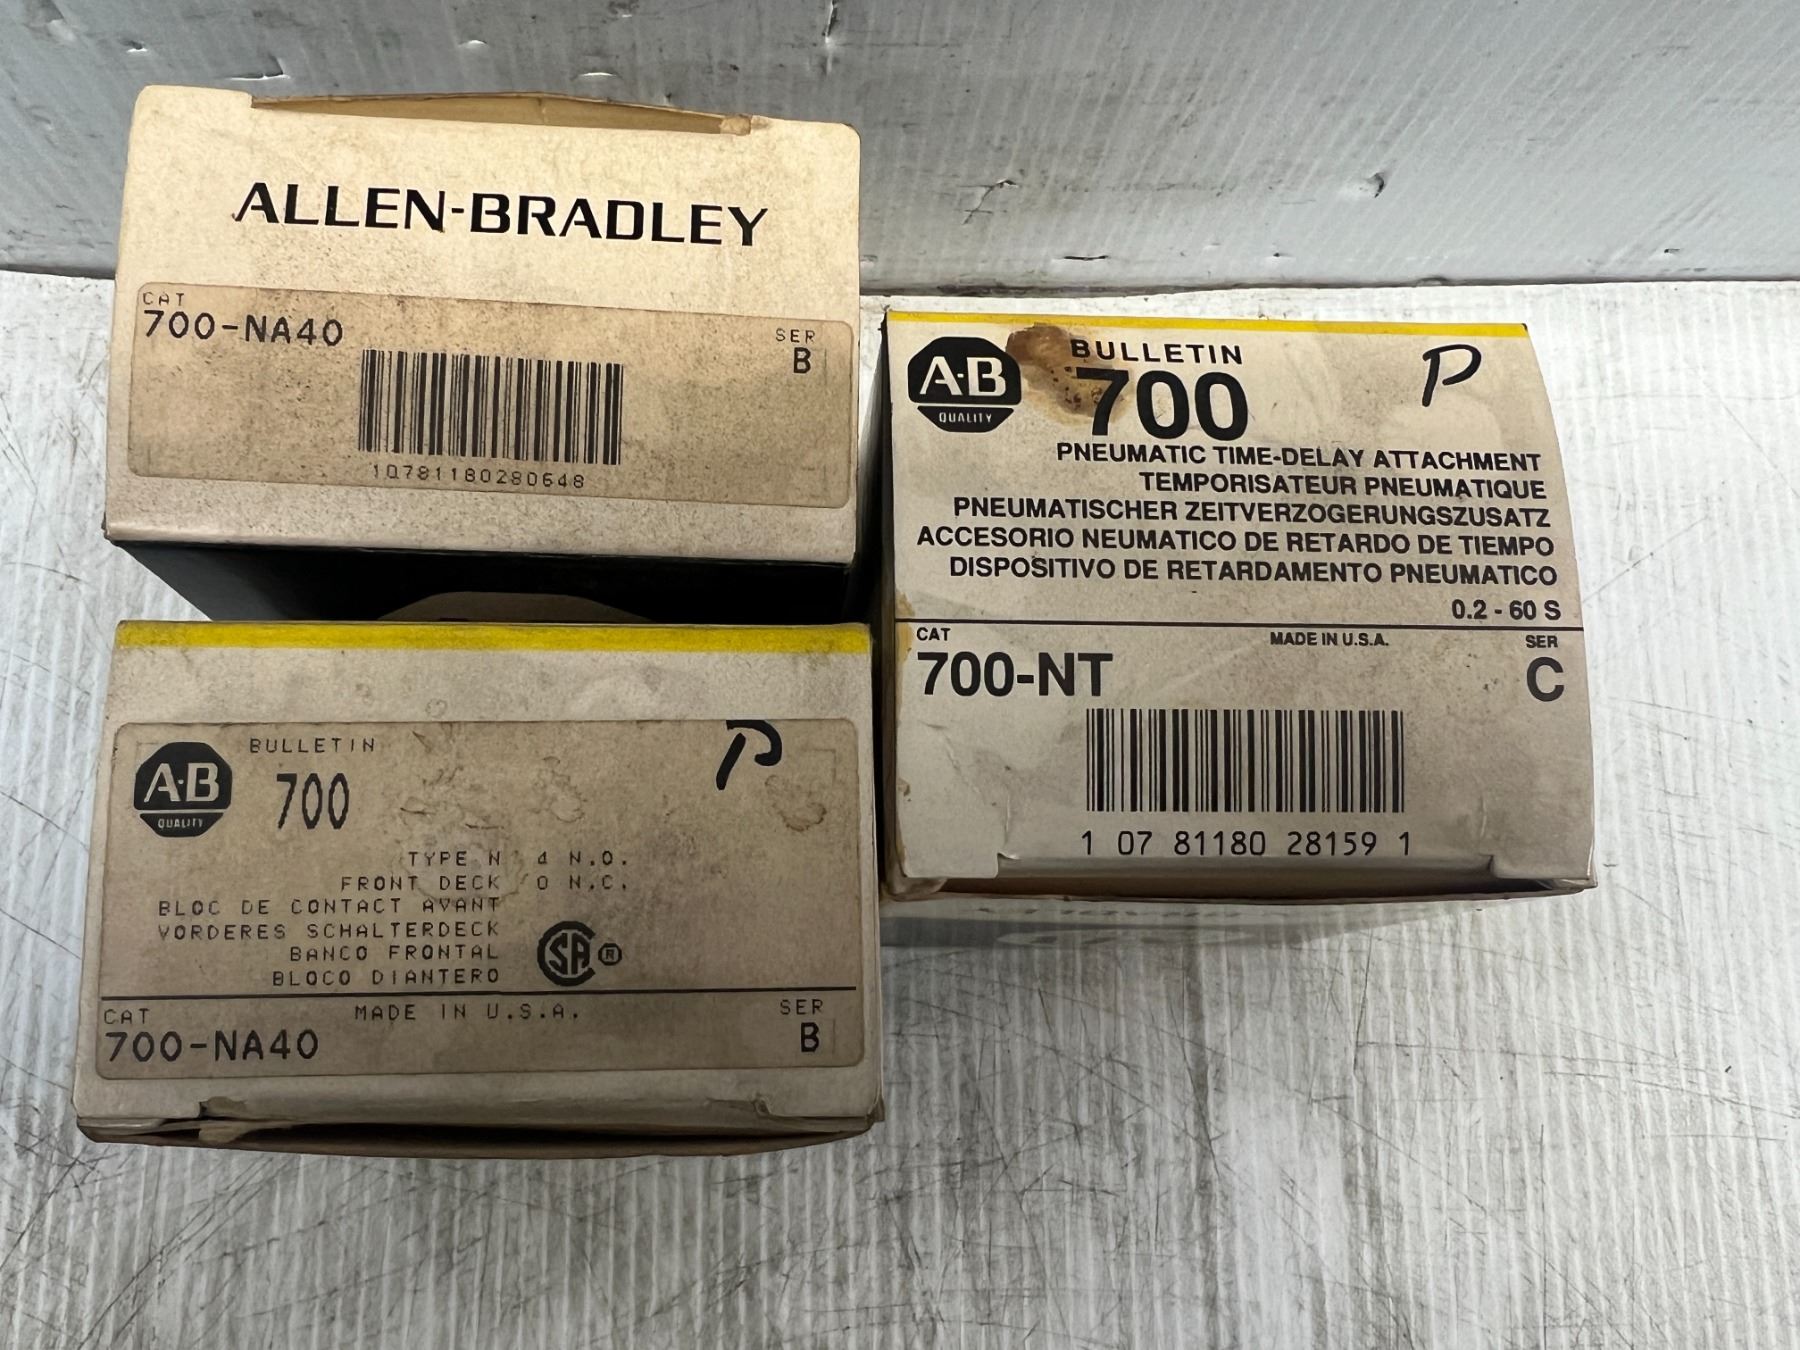 ALLEN-BRADLEY
CAT
700-NA40
SER
B
10781180280648
A·B
QUALITY
BULLETIN
700
P
TYPE N 4 N.O.
FRONT DECK 0 N.C.
BLOC DE CONTACT AVANT
VORDERES SCHALTERDECK
BANCO FRONTAL
BLOCO DIANTERO
SA ®
CAT
MADE IN U.S.A.
SER
700-NA40
B
A·B
QUALITY
BULLETIN
700
P
PNEUMATIC TIME-DELAY ATTACHMENT
TEMPORISATEUR PNEUMATIQUE
PNEUMATISCHER ZEITVERZOGERUNGSZUSATZ
ACCESORIO NEUMATICO DE RETARDO DE TIEMPO
DISPOSITIVO DE RETARDAMENTO PNEUMATICO
0.2 - 60 S
CAT
MADE IN U.S.A.
SER
700-NT
C
1 07 81180 28159 1